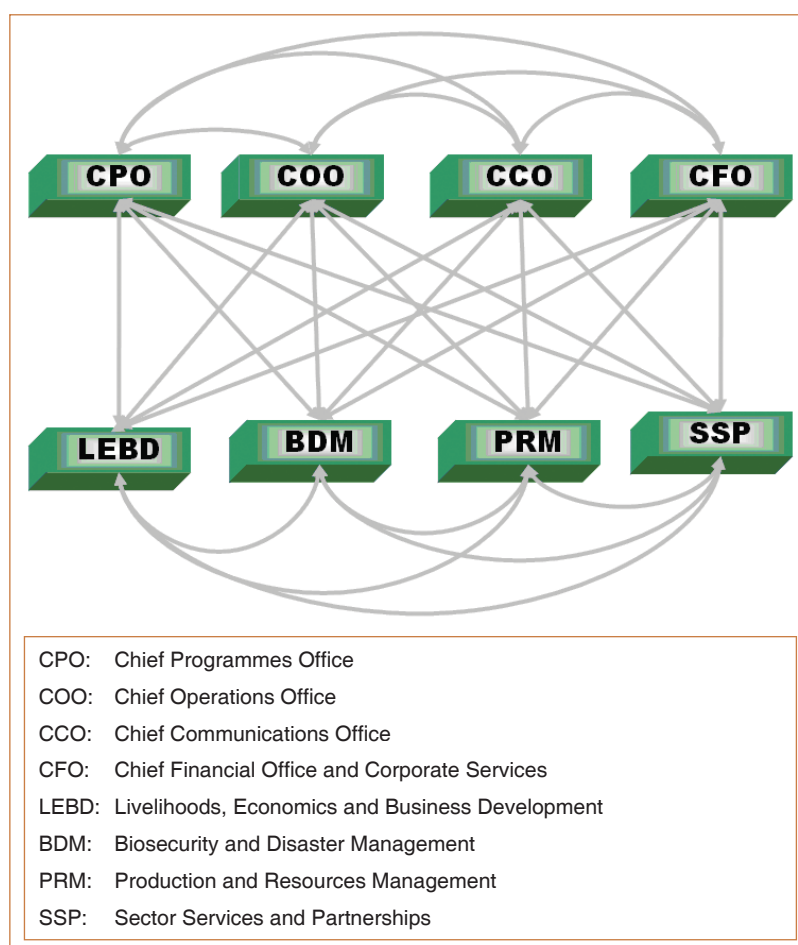 CPO COO CCO CFO
LEBD BDM PRM SSP
CPO: Chief Programmes Office
COO: Chief Operations Office
CCO: Chief Communications Office
CFO: Chief Financial Office and Corporate Services
LEBD: Livelihoods, Economics and Business Development
BDM: Biosecurity and Disaster Management
PRM: Production and Resources Management
SSP: Sector Services and Partnerships